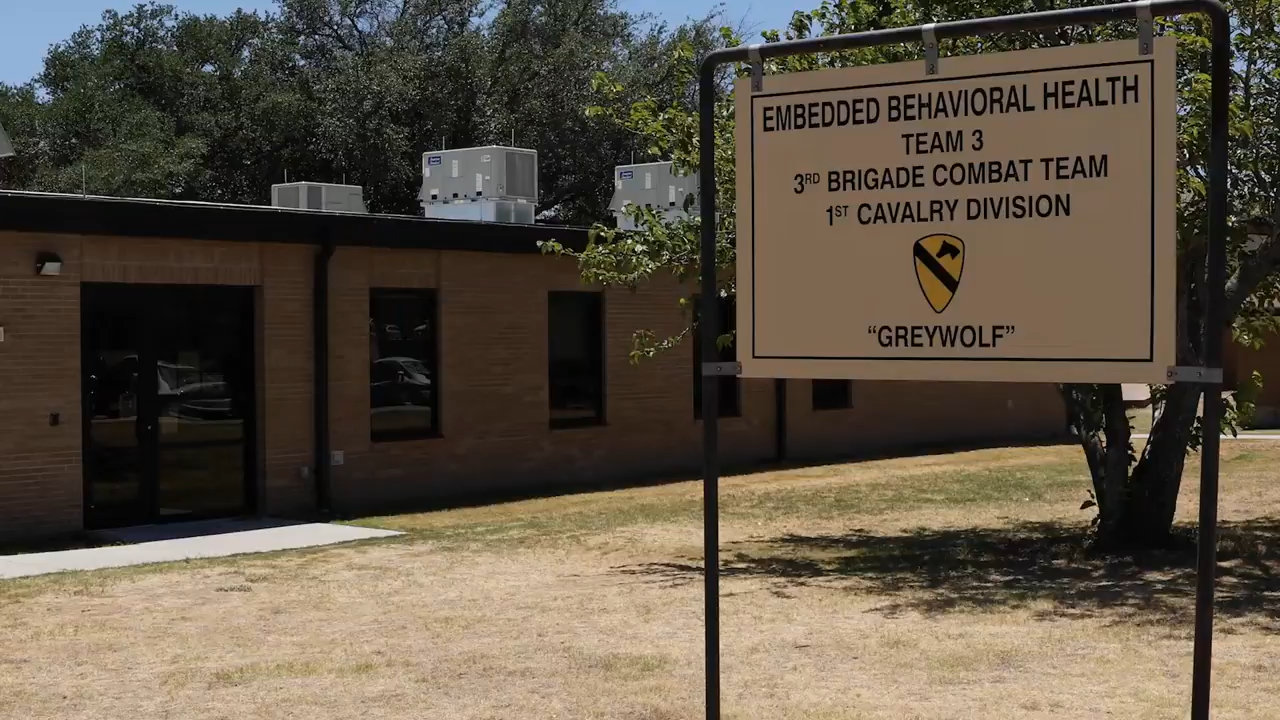 EMBEDDED BEHAVIORAL HEALTH
TEAM 3
3RD BRIGADE COMBAT TEAM
1ST CAVALRY DIVISION
“GREYWOLF”